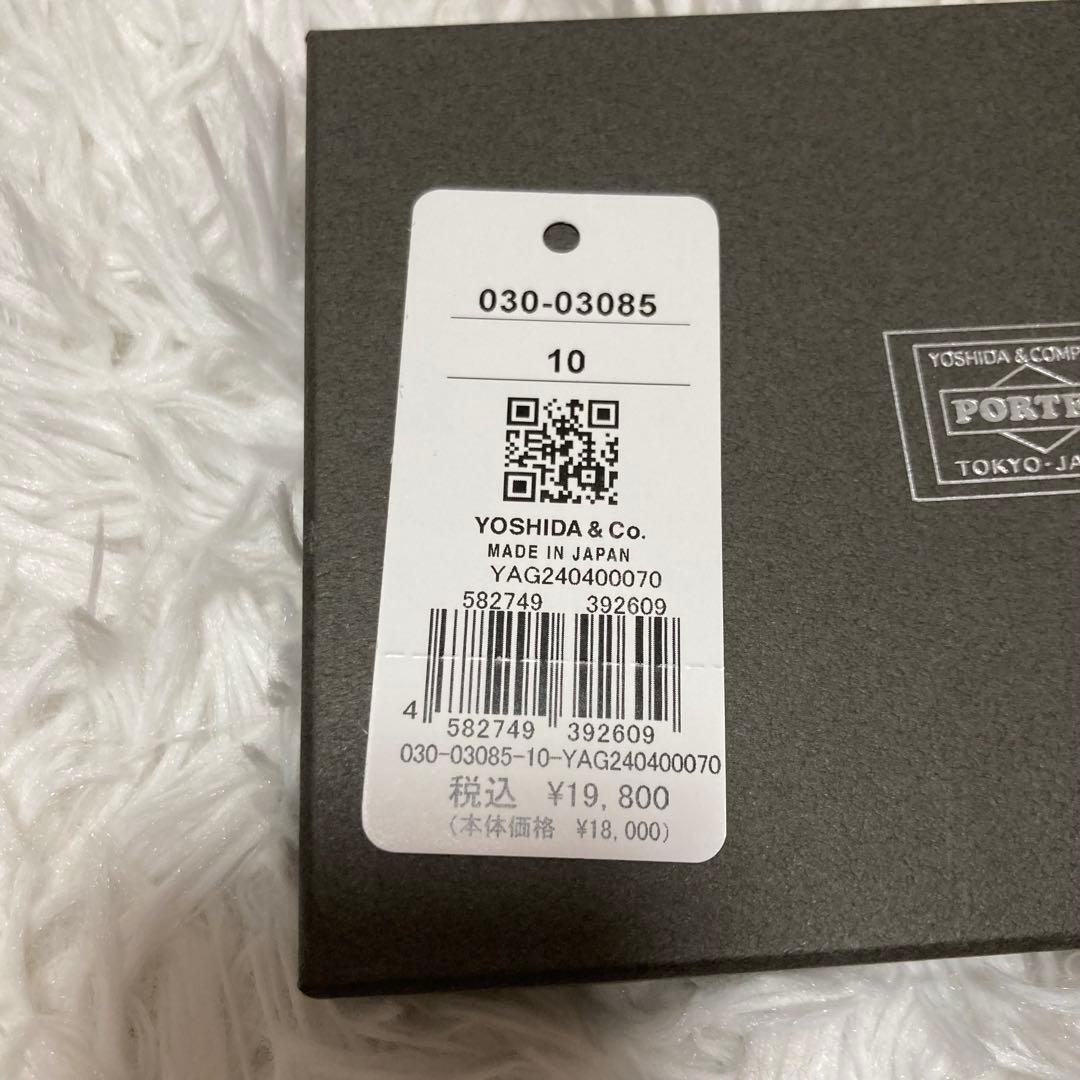 030-03085
10
YOSHIDA & Co.
MADE IN JAPAN
YAG240400070
582749 392609
4 582749 392609
030-03085-10-YAG240400070
税込 ¥19,800
(本体価格 ¥18,000)
YOSHIDA & COMP
PORTE
TOKYO-JA